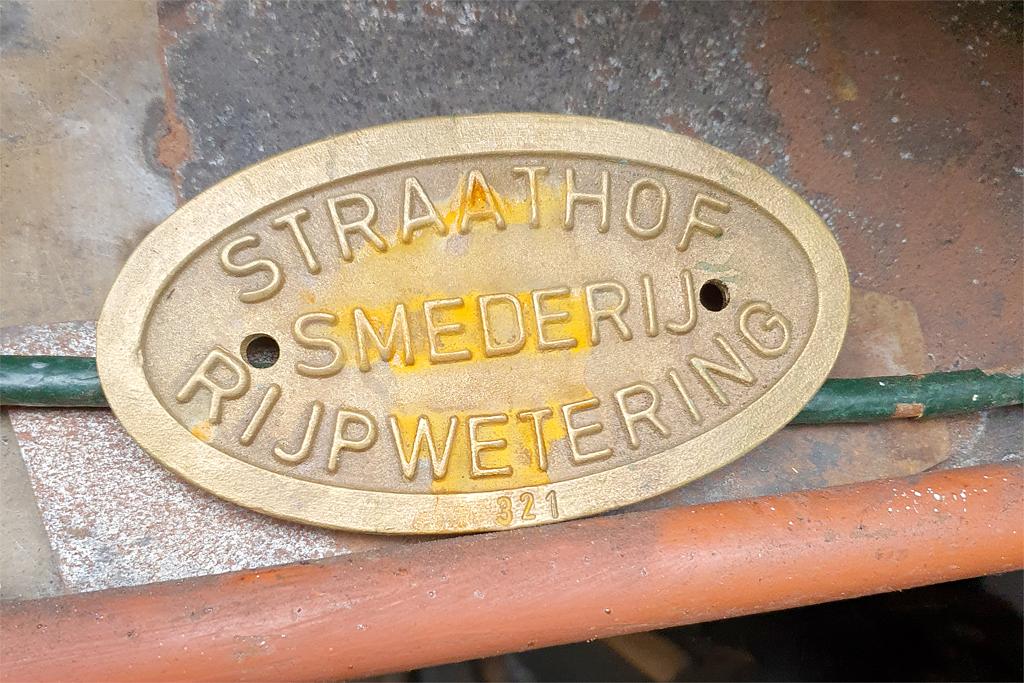 STRAATHOF
SMEDERIJ
RIJPWETERING
321